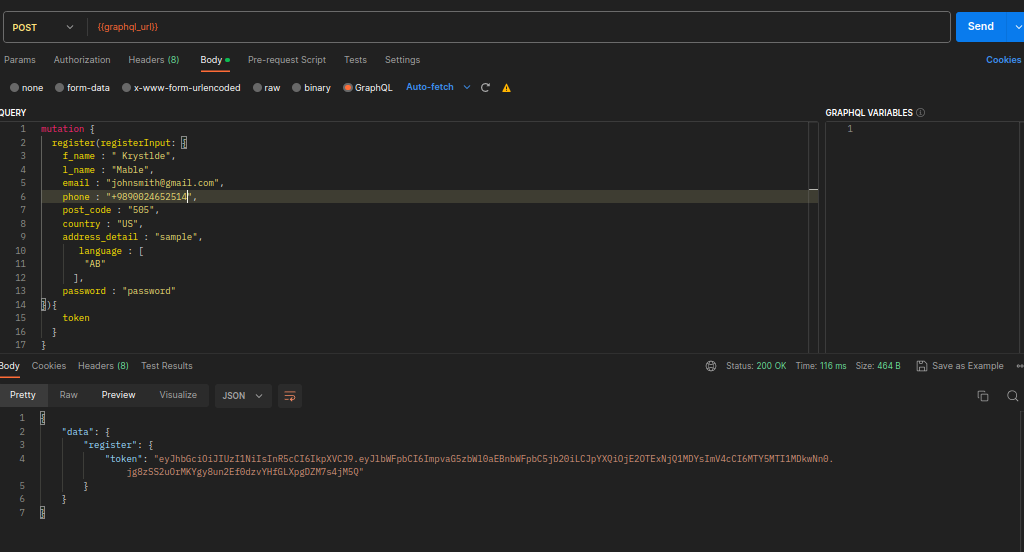 POST {{graphql_url}} Send
Params Authorization Headers (8) Body Pre-request Script Tests Settings Cookies
none form-data x-www-form-urlencoded raw binary GraphQL Auto-fetch
QUERY GRAPHQL VARIABLES
1 mutation { 1
2 register(registerInput: {
3 f_name : " Krystlde",
4 l_name : "Mable",
5 email : "johnsmith@gmail.com",
6 phone : "+9890024652514",
7 post_code : "505",
8 country : "US",
9 address_detail : "sample",
10 language : [
11 "AB"
12 ],
13 password : "password"
14 }){
15 token
16 }
17 }
Body Cookies Headers (8) Test Results Status: 200 OK Time: 116 ms Size: 464 B Save as Example
Pretty Raw Preview Visualize JSON
1 {
2 "data": {
3 "register": {
4 "token": "eyJhbGciOiJIUzI1NiIsInR5cCI6IkpXVCJ9.eyJlbWFpbCI6ImpvaG5zbWl0aEBnbWFpbC5jb20iLCJpYXQiOjE2OTExNjQ1MDYsImV4cCI6MTY5MTI1MDkwNn0.
jg8zSS2uOrMKYgy8un2Ef0dzvYHfGLXpgDZM7s4jM5Q"
5 }
6 }
7 }